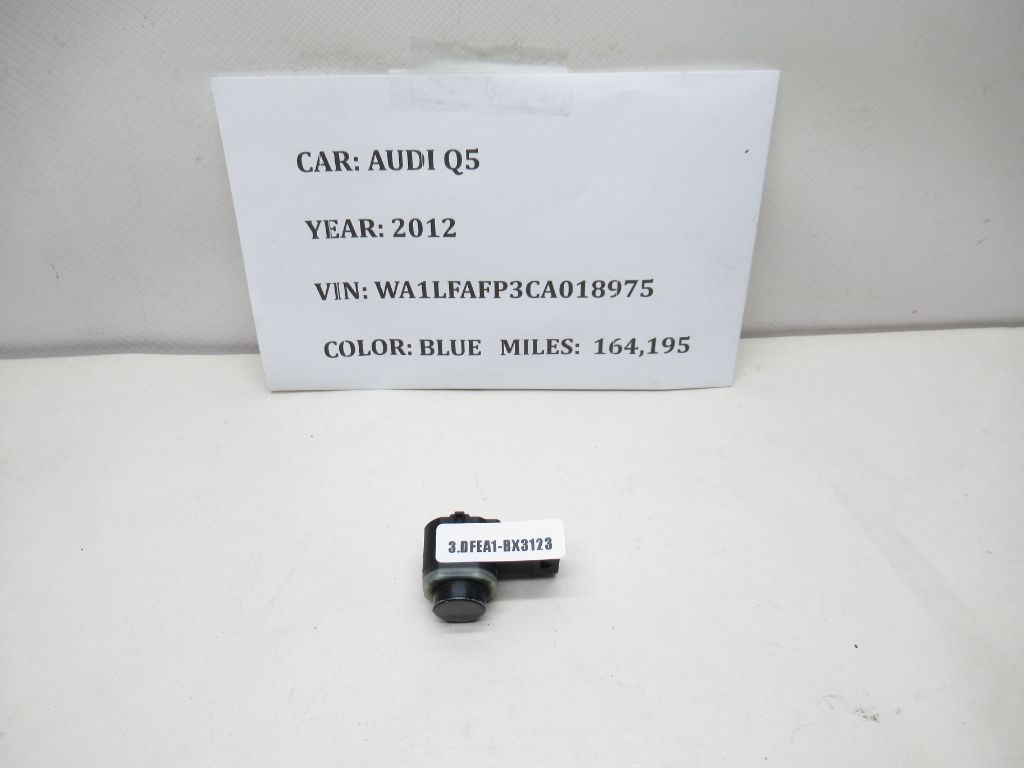 CAR: AUDI Q5
YEAR: 2012
VIN: WA1LFAFP3CA018975
COLOR: BLUE MILES: 164,195
3.DFEA1-BX3123